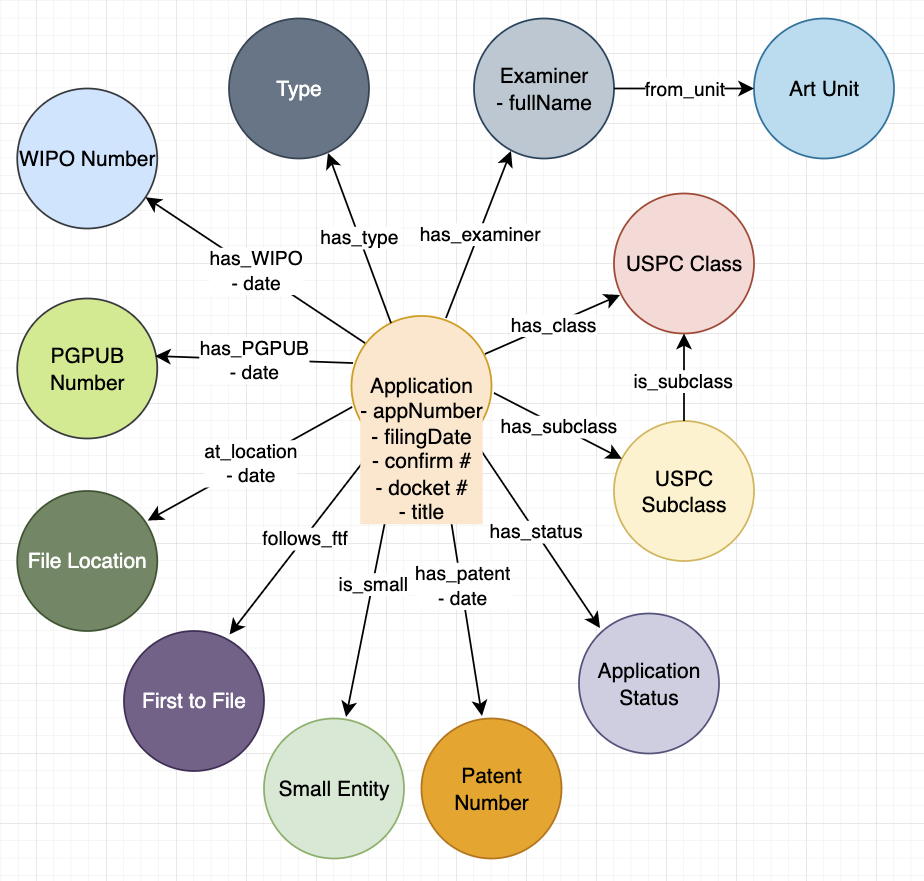 Type
Examiner
- fullName
from_unit
Art Unit
WIPO Number
has_type
has_examiner
has_WIPO
- date
USPC Class
has_class
PGPUB
Number
has_PGPUB
- date
is_subclass
Application
- appNumber
- filingDate
- confirm #
- docket #
- title
has_subclass
at_location
- date
USPC
Subclass
File Location
follows_ftf
has_status
is_small
has_patent
- date
First to File
Application
Status
Small Entity
Patent
Number